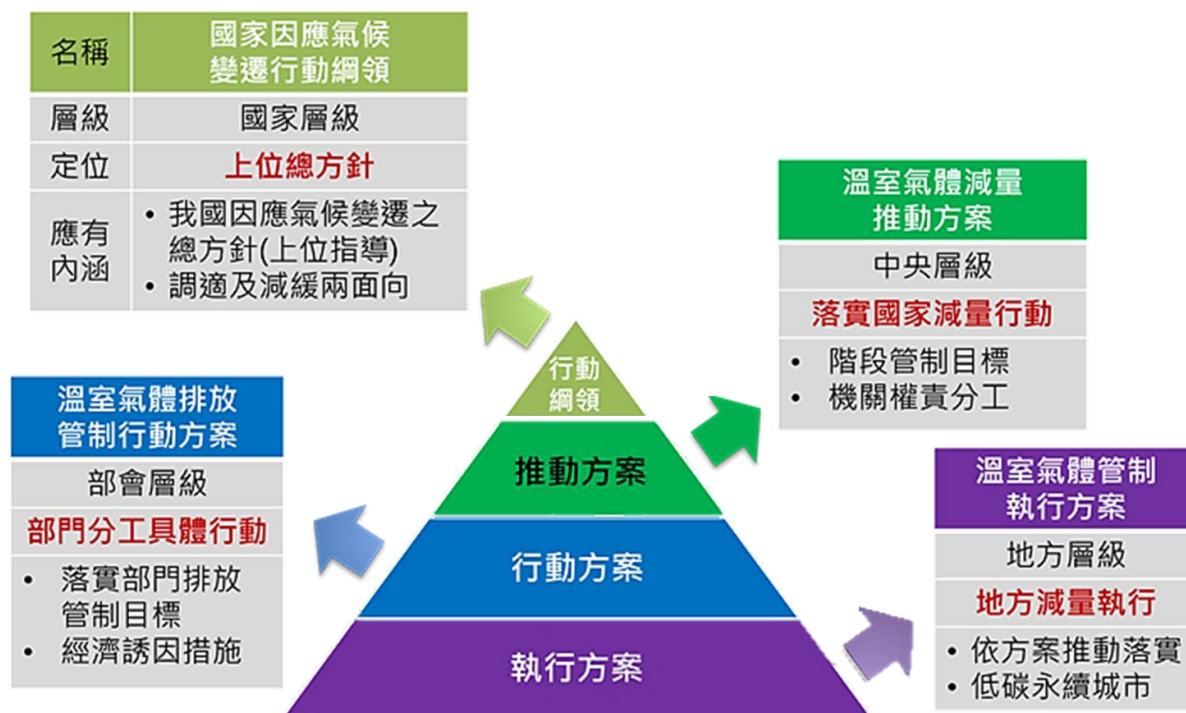 名稱
國家因應氣候
變遷行動綱領
層級
國家層級
定位
上位總方針
應有
內涵
• 我國因應氣候變遷之
總方針(上位指導)
• 調適及減緩兩面向
溫室氣體減量
推動方案
中央層級
落實國家減量行動
• 階段管制目標
• 機關權責分工
溫室氣體排放
管制行動方案
部會層級
部門分工具體行動
• 落實部門排放
管制目標
• 經濟誘因措施
行動
綱領
推動方案
行動方案
執行方案
溫室氣體管制
執行方案
地方層級
地方減量執行
• 依方案推動落實
• 低碳永續城市